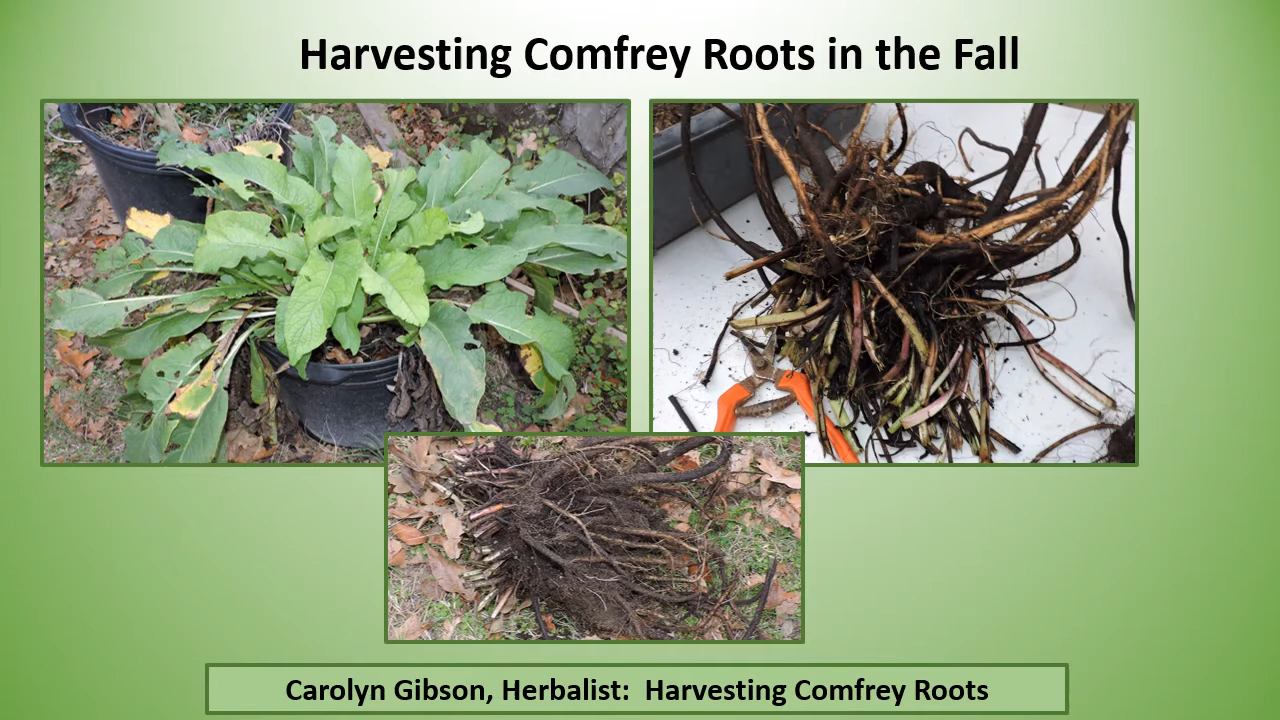 Harvesting Comfrey Roots in the Fall
Carolyn Gibson, Herbalist:  Harvesting Comfrey Roots